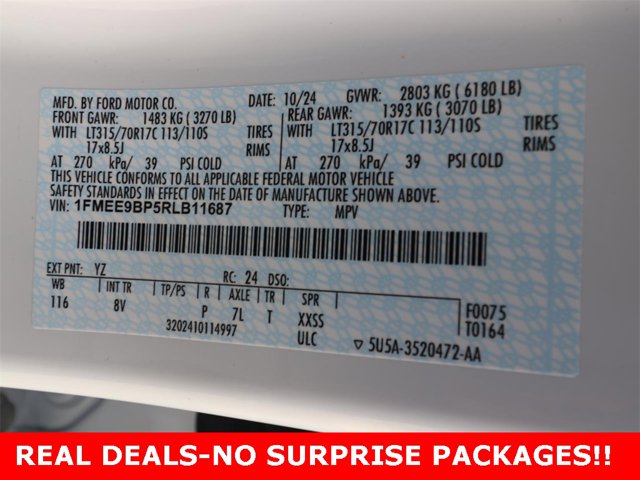 MFD. BY FORD MOTOR CO. DATE: 10/24 GVWR: 2803 KG ( 6180 LB)
FRONT GAWR: 1483 KG ( 3270 LB) REAR GAWR: 1393 KG ( 3070 LB)
WITH LT315/70R17C 113/110S TIRES WITH LT315/70R17C 113/110S TIRES
17x8.5J RIMS 17x8.5J RIMS
AT 270 kPa/ 39 PSI COLD AT 270 kPa/ 39 PSI COLD
THIS VEHICLE CONFORMS TO ALL APPLICABLE FEDERAL MOTOR VEHICLE
SAFETY STANDARDS IN EFFECT ON THE DATE OF MANUFACTURE SHOWN ABOVE.
VIN: 1FMEE9BP5RLB11687 TYPE: MPV
EXT PNT: YZ RC: 24 DSO:
WB INT TR TP/PS R AXLE TR SPR F0075
116 8V P 7L T XXSS T0164
3202410114997 ULC ▽ 5U5A-3520472-AA
REAL DEALS-NO SURPRISE PACKAGES!!